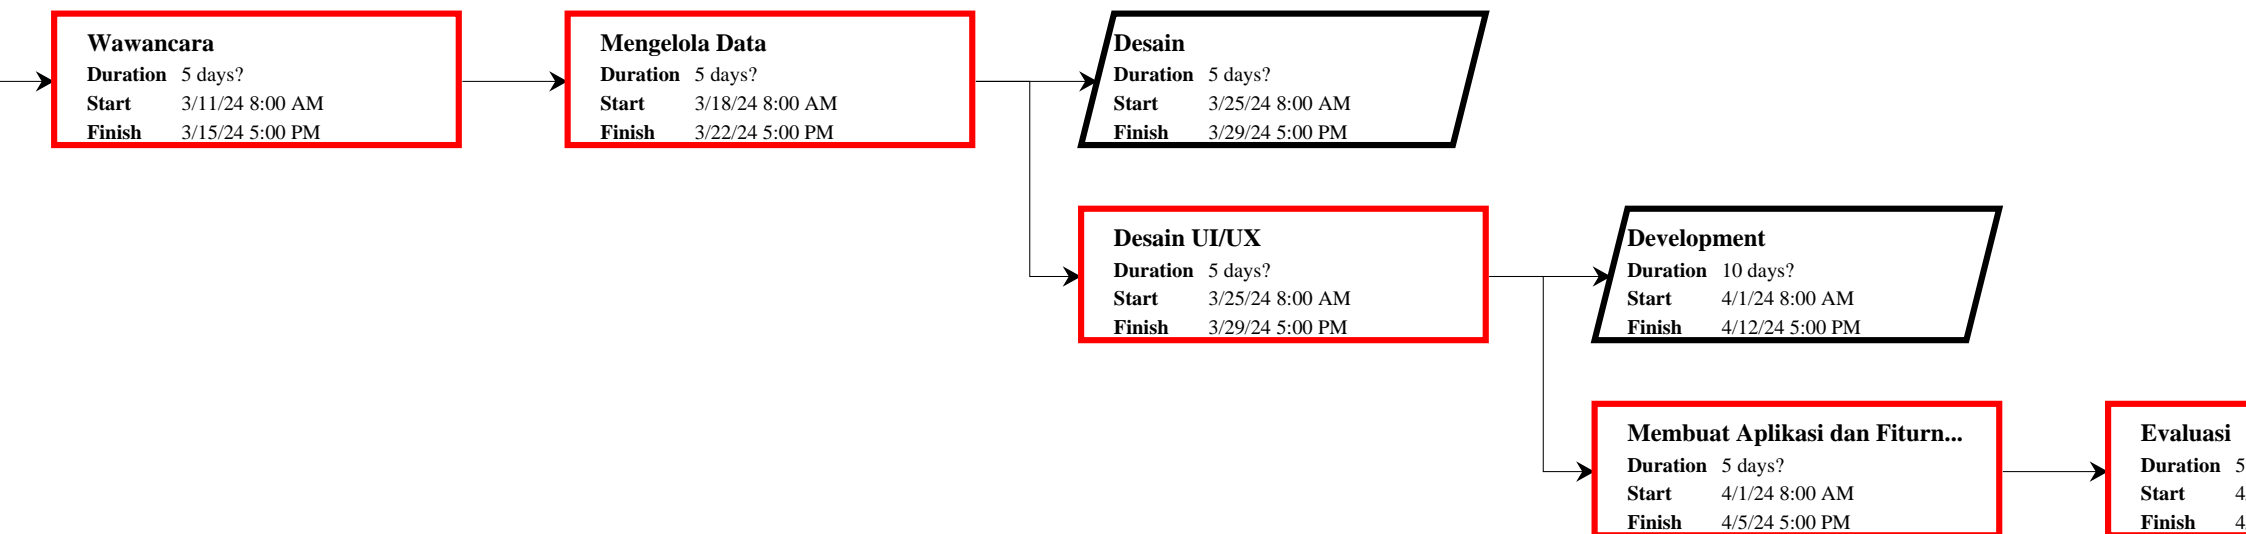 Wawancara
Duration 5 days?
Start 3/11/24 8:00 AM
Finish 3/15/24 5:00 PM
Mengelola Data
Duration 5 days?
Start 3/18/24 8:00 AM
Finish 3/22/24 5:00 PM
Desain
Duration 5 days?
Start 3/25/24 8:00 AM
Finish 3/29/24 5:00 PM
Desain UI/UX
Duration 5 days?
Start 3/25/24 8:00 AM
Finish 3/29/24 5:00 PM
Development
Duration 10 days?
Start 4/1/24 8:00 AM
Finish 4/12/24 5:00 PM
Membuat Aplikasi dan Fiturn...
Duration 5 days?
Start 4/1/24 8:00 AM
Finish 4/5/24 5:00 PM
Evaluasi
Duration 5
Start 4
Finish 4